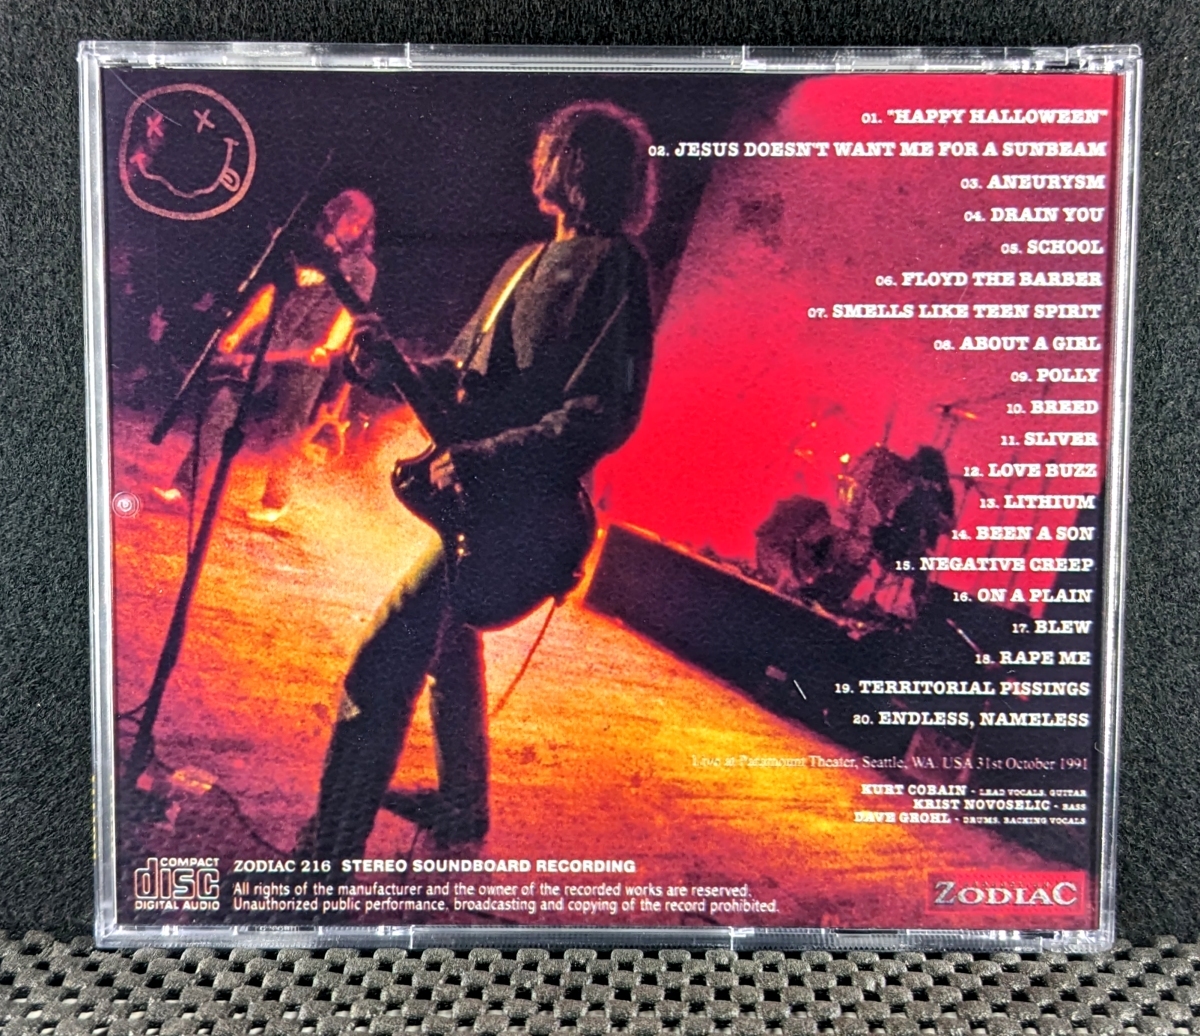 01. "HAPPY HALLOWEEN"
02. JESUS DOESN'T WANT ME FOR A SUNBEAM
03. ANEURYSM
04. DRAIN YOU
05. SCHOOL
06. FLOYD THE BARBER
07. SMELLS LIKE TEEN SPIRIT
08. ABOUT A GIRL
09. POLLY
10. BREED
11. SLIVER
12. LOVE BUZZ
13. LITHIUM
14. BEEN A SON
15. NEGATIVE CREEP
16. ON A PLAIN
17. BLEW
18. RAPE ME
19. TERRITORIAL PISSINGS
20. ENDLESS, NAMELESS
Live at Paramount Theater, Seattle, WA. USA 31st October 1991
KURT COBAIN - LEAD VOCALS, GUITAR
KRIST NOVOSELIC - BASS
DAVE GROHL - DRUMS, BACKING VOCALS
COMPACT
disc
DIGITAL AUDIO
ZODIAC 216 STEREO SOUNDBOARD RECORDING
All rights of the manufacturer and the owner of the recorded works are reserved.
Unauthorized public performance, broadcasting and copying of the record prohibited.
ZODIAC